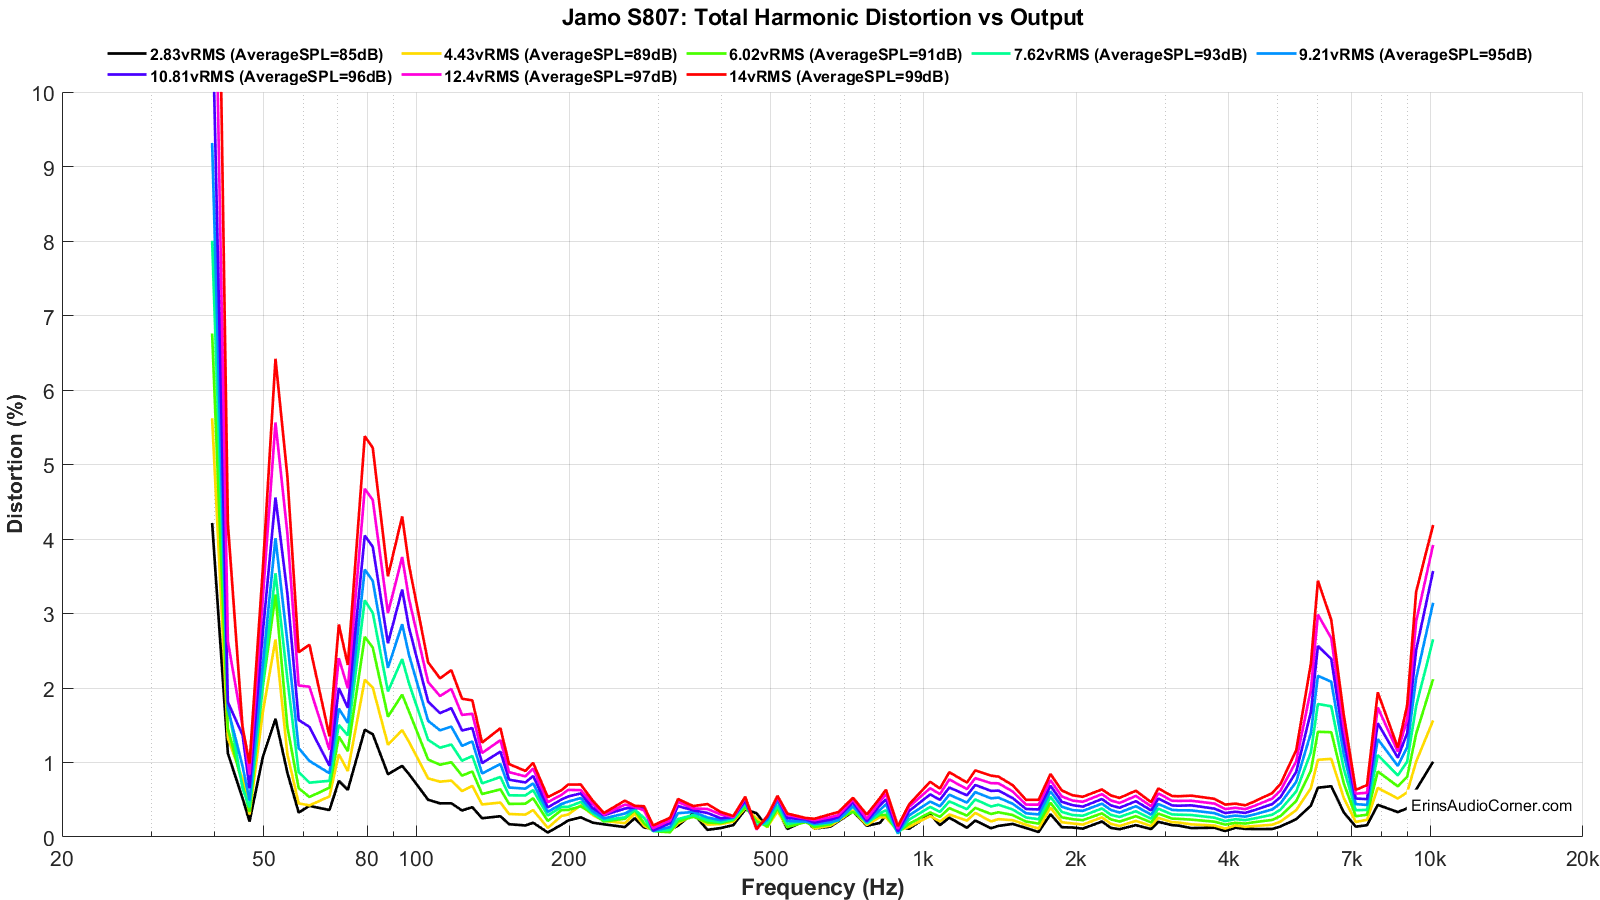 Jamo S807: Total Harmonic Distortion vs Output
2.83vRMS (AverageSPL=85dB) 4.43vRMS (AverageSPL=89dB) 6.02vRMS (AverageSPL=91dB) 7.62vRMS (AverageSPL=93dB) 9.21vRMS (AverageSPL=95dB)
10.81vRMS (AverageSPL=96dB) 12.4vRMS (AverageSPL=97dB) 14vRMS (AverageSPL=99dB)
10
9
8
7
6
5
4
3
2
1
0
Distortion (%)
ErinsAudioCorner.com
20 50 80 100 200 500 1k 2k 4k 7k 10k 20k
Frequency (Hz)